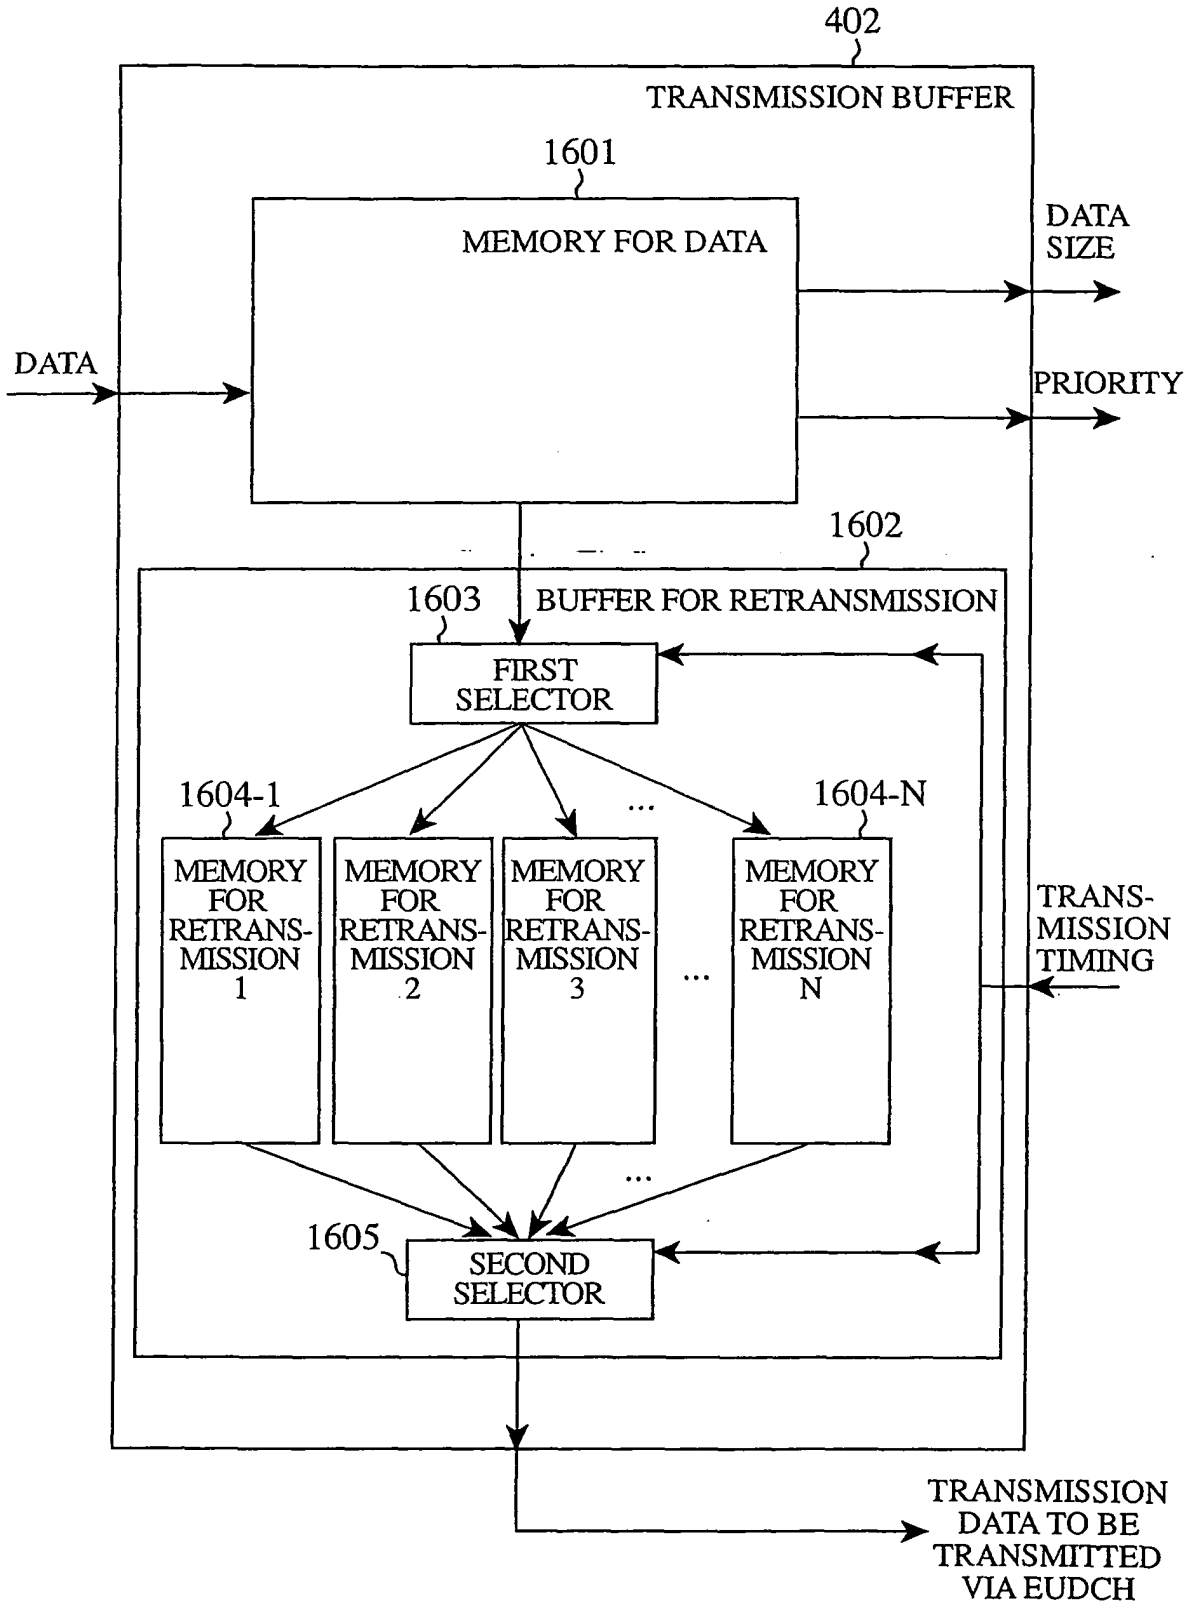 402
TRANSMISSION BUFFER
1601
MEMORY FOR DATA
DATA
SIZE
DATA
PRIORITY
1602
BUFFER FOR RETRANSMISSION
1603
FIRST
SELECTOR
1604-1
...
1604-N
MEMORY
FOR
RETRANS-
MISSION
1
MEMORY
FOR
RETRANS-
MISSION
2
MEMORY
FOR
RETRANS-
MISSION
3
...
MEMORY
FOR
RETRANS-
MISSION
N
TRANS-
MISSION
TIMING
...
1605
SECOND
SELECTOR
TRANSMISSION
DATA TO BE
TRANSMITTED
VIA EUDCH